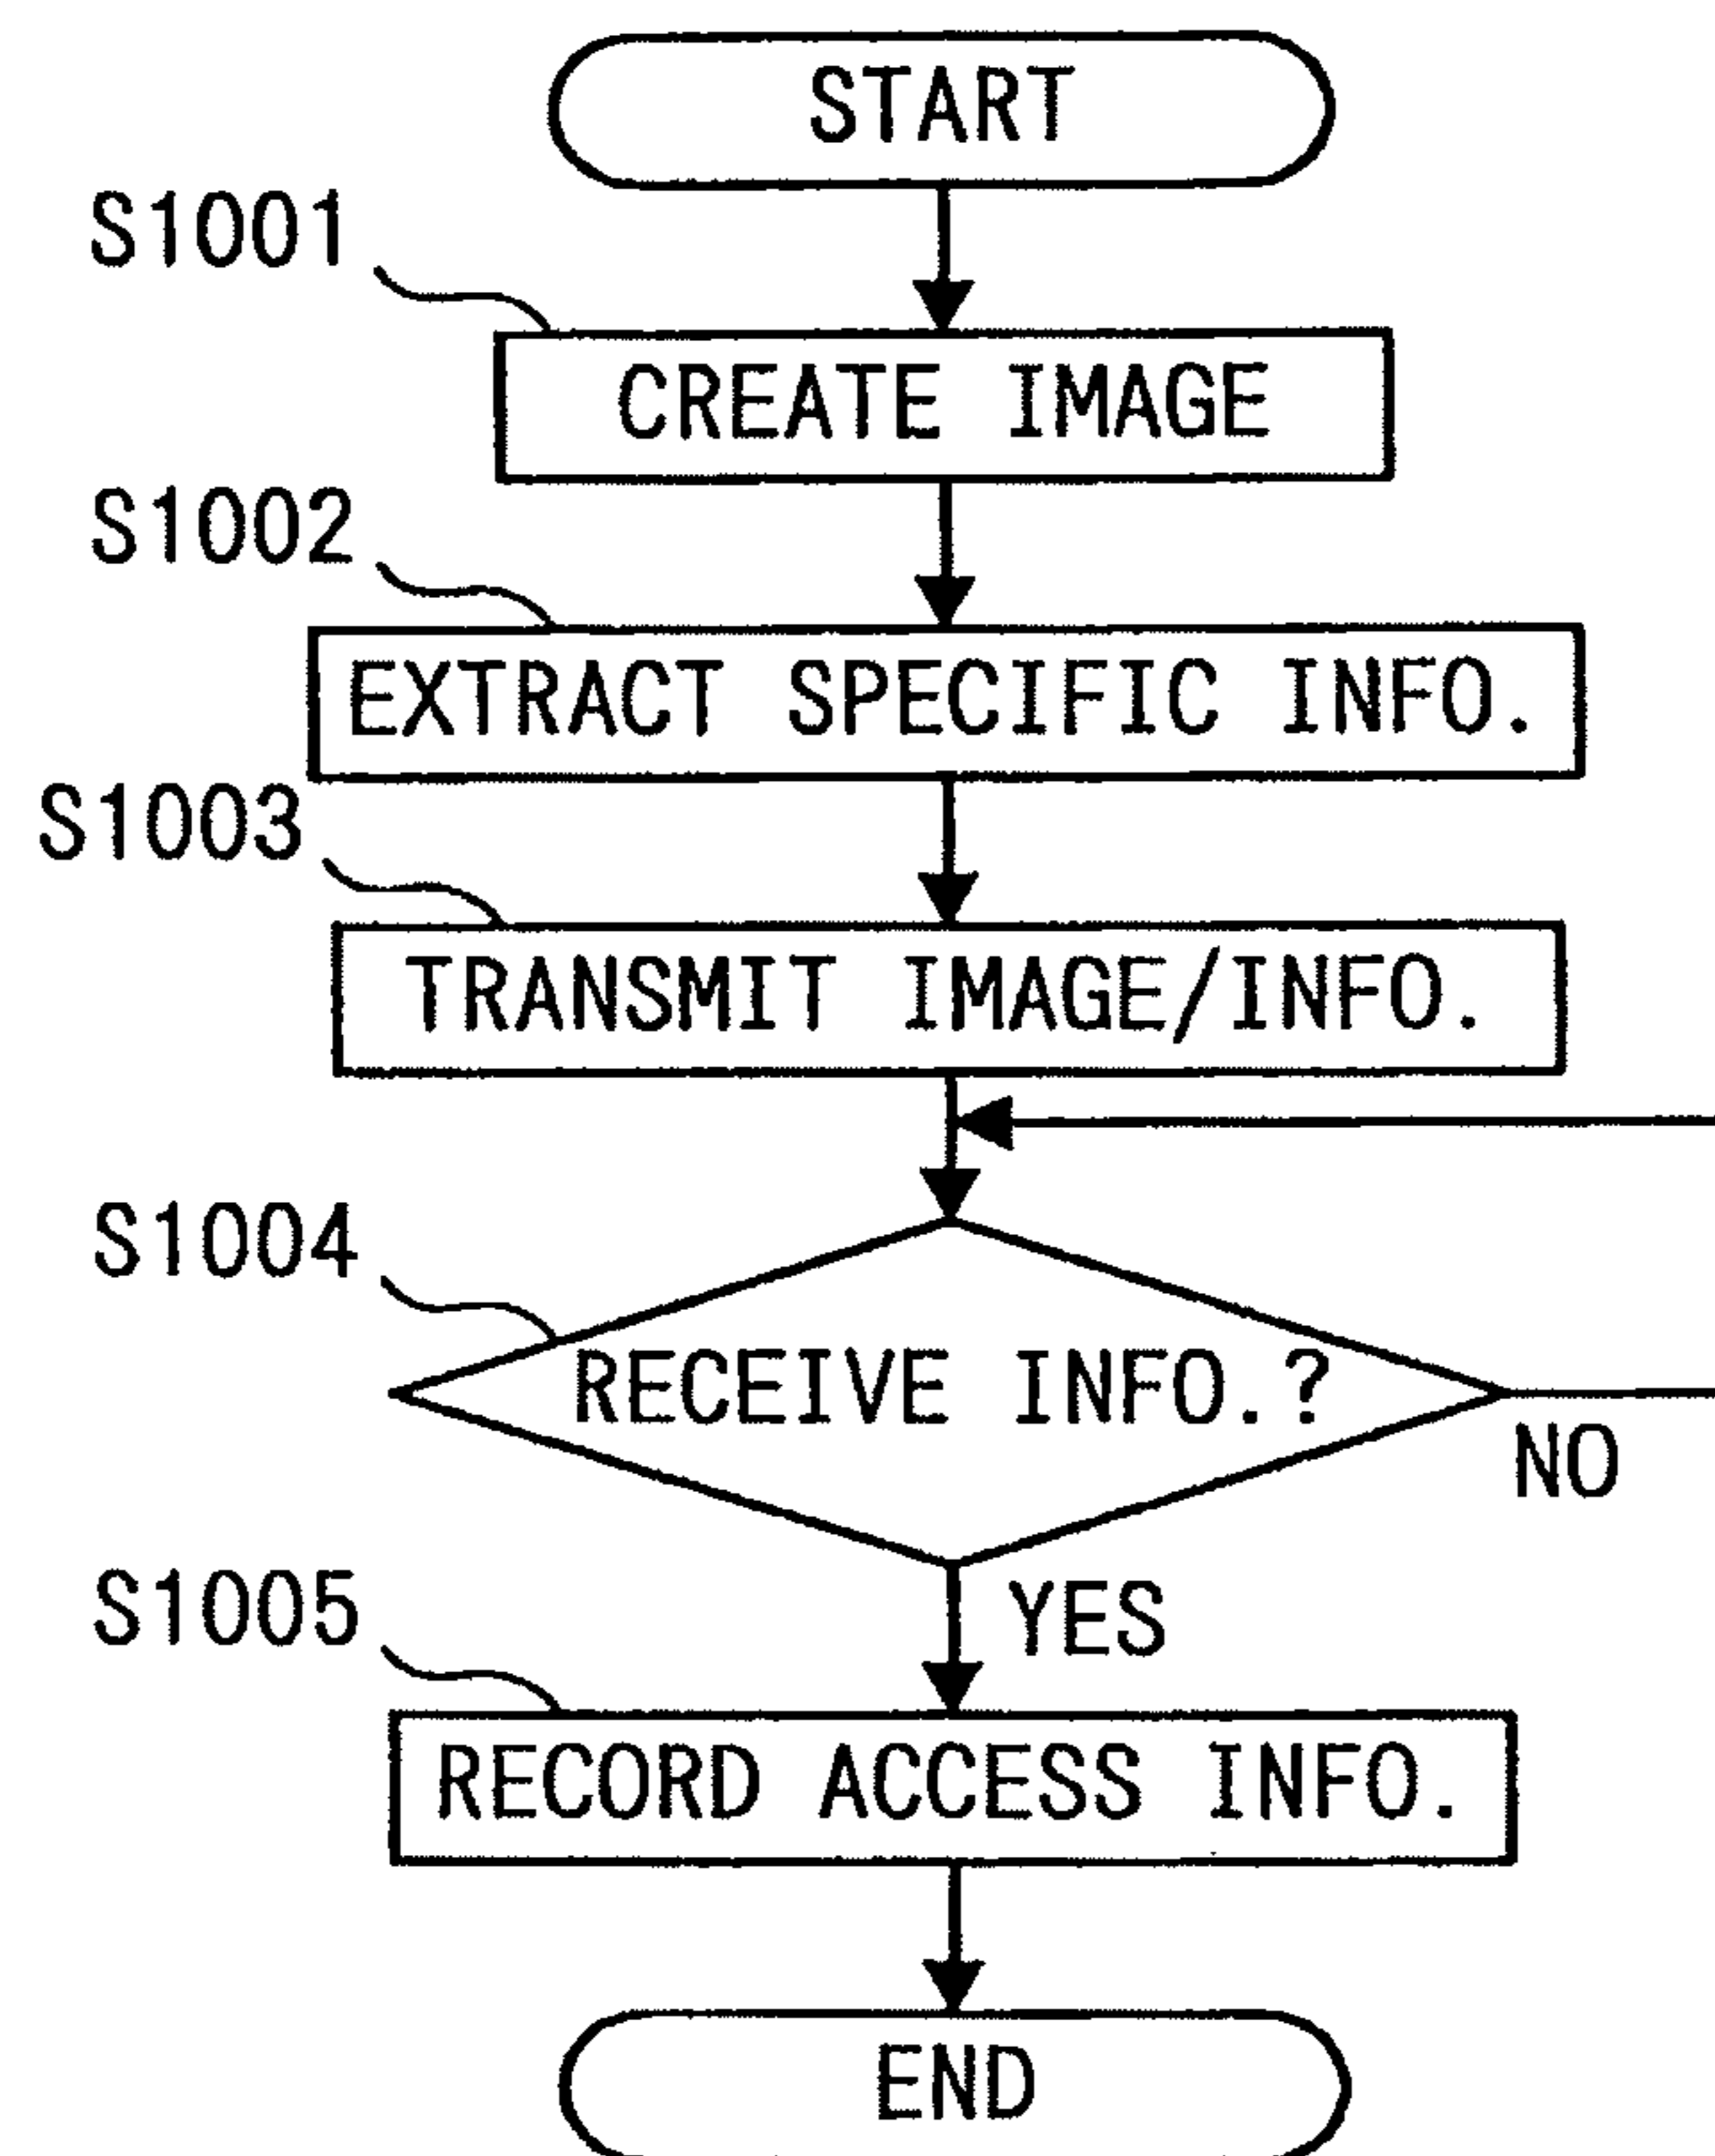 START
S1001
CREATE IMAGE
S1002
EXTRACT SPECIFIC INFO.
S1003
TRANSMIT IMAGE/INFO.
S1004
RECEIVE INFO.?
NO
YES
S1005
RECORD ACCESS INFO.
END